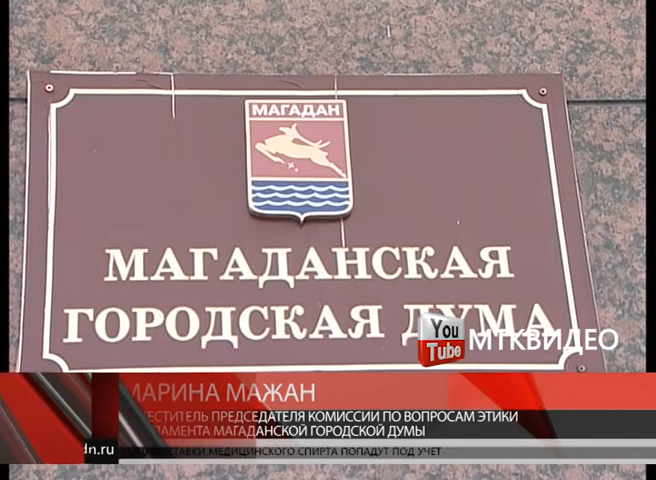 МАГАДАН
МАГАДАНСКАЯ
ГОРОДСКАЯ ДУМА
You Tube МТКВИДЕО
МАРИНА МАЖАН
ПРЕДСЕДАТЕЛЯ КОМИССИИ ПО ВОПРОСАМ ЭТИКИ
МАГАДАНСКОЙ ГОРОДСКОЙ ДУМЫ
dn.ru
МЕДИЦИНСКОГО СПИРТА ПОПАДУТ ПОД УЧЕТ